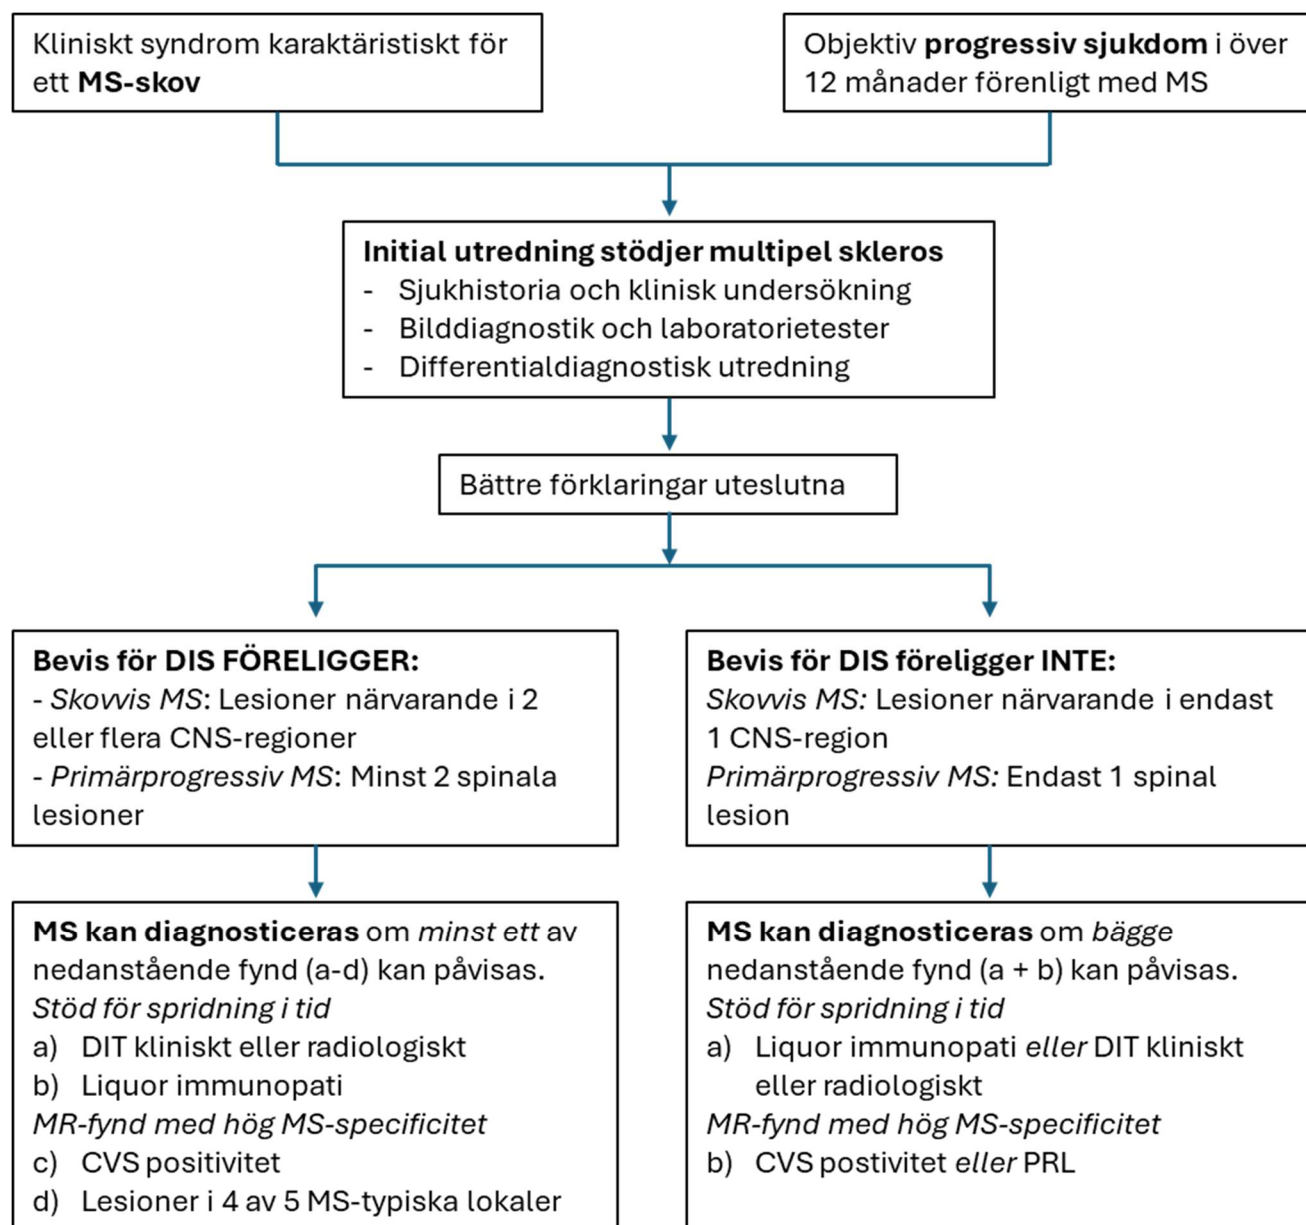 Kliniskt syndrom karaktäristiskt för
ett MS-skov
Objektiv progressiv sjukdom i över
12 månader förenligt med MS
Initial utredning stödjer multipel skleros
- Sjukhistoria och klinisk undersökning
- Bilddiagnostik och laboratorietester
- Differentialdiagnostisk utredning
Bättre förklaringar uteslutna
Bevis för DIS FÖRELIGGER:
- Skovvis MS: Lesioner närvarande i 2
eller flera CNS-regioner
- Primärprogressiv MS: Minst 2 spinala
lesioner
Bevis för DIS föreligger INTE:
Skovvis MS: Lesioner närvarande i endast
1 CNS-region
Primärprogressiv MS: Endast 1 spinal
lesion
MS kan diagnosticeras om minst ett av
nedanstående fynd (a-d) kan påvisas.
Stöd för spridning i tid
a) DIT kliniskt eller radiologiskt
b) Liquor immunopati
MR-fynd med hög MS-specificitet
c) CVS positivitet
d) Lesioner i 4 av 5 MS-typiska lokaler
MS kan diagnosticeras om bägge
nedanstående fynd (a + b) kan påvisas.
Stöd för spridning i tid
a) Liquor immunopati eller DIT kliniskt
eller radiologiskt
MR-fynd med hög MS-specificitet
b) CVS postivitet eller PRL